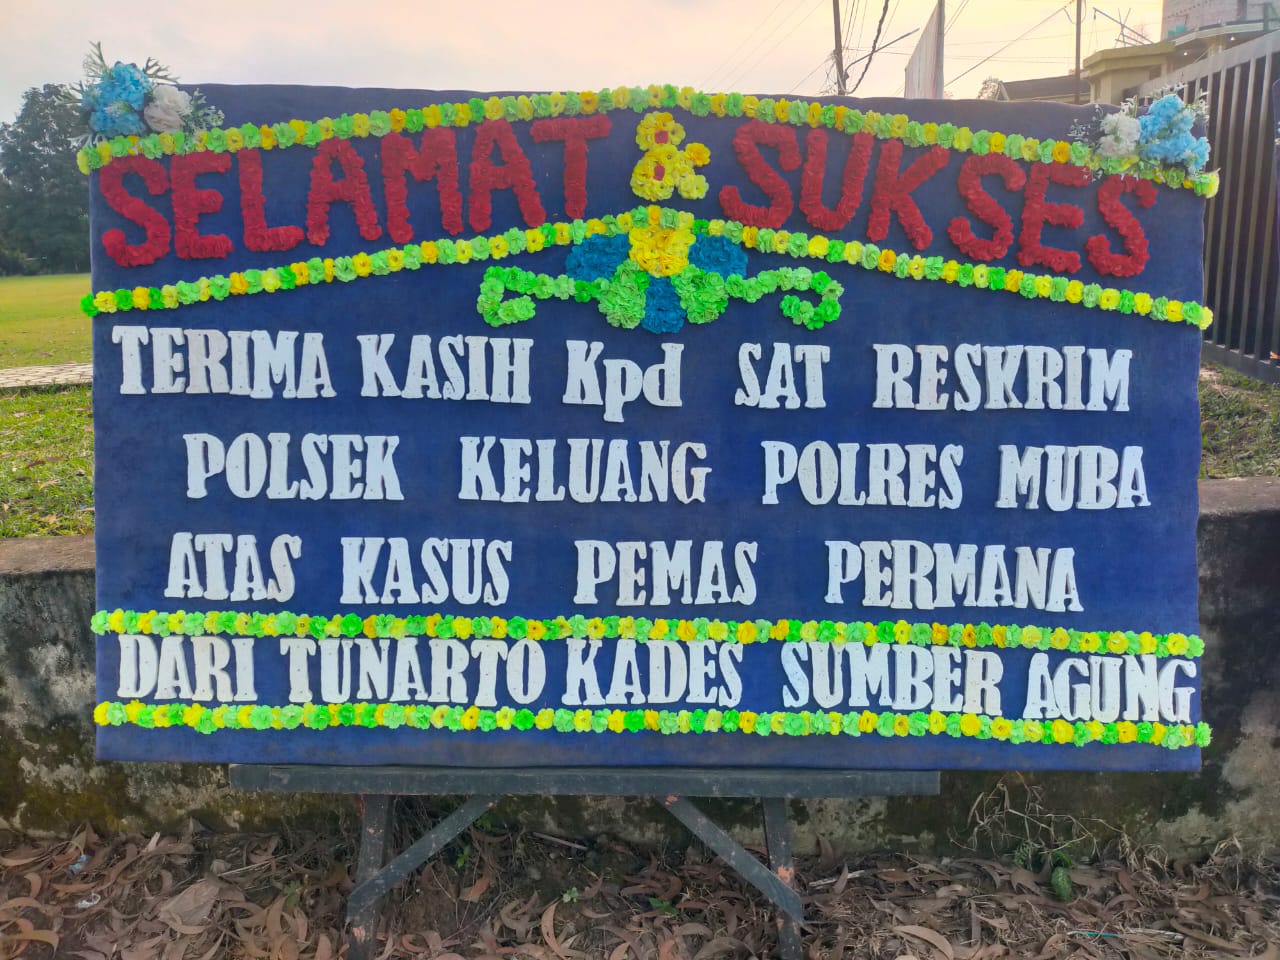 SELAMAT & SUKSES
TERIMA KASIH Kpd SAT RESKRIM
POLSEK KELUANG POLRES MUBA
ATAS KASUS PEMAS PERMANA
DARI TUNARTO KADES SUMBER AGUNG